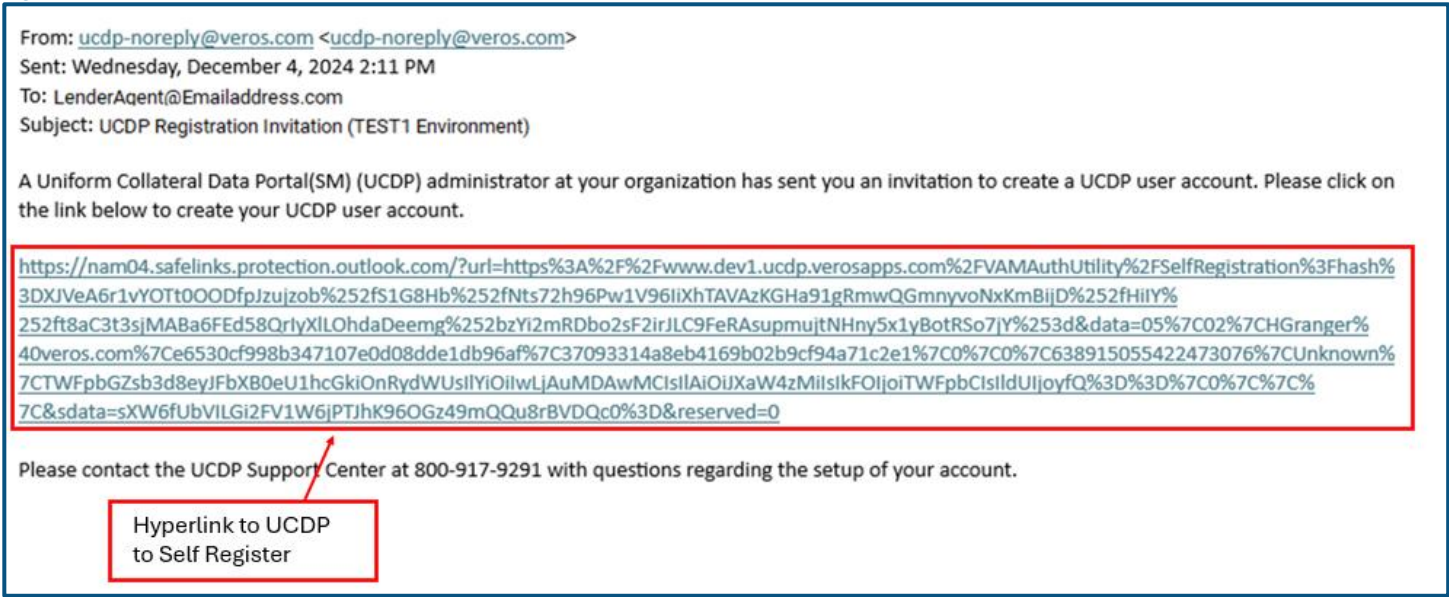 From: ucdp-noreply@veros.com <ucdp-noreply@veros.com>
Sent: Wednesday, December 4, 2024 2:11 PM
To: LenderAgent@Emailaddress.com
Subject: UCDP Registration Invitation (TEST1 Environment)
A Uniform Collateral Data Portal(SM) (UCDP) administrator at your organization has sent you an invitation to create a UCDP user account. Please click on
the link below to create your UCDP user account.
https://nam04.safelinks.protection.outlook.com/?url=https%3A%2F%2Fwww.dev1.ucdp.verosapps.com%2FVAMAuthUtility%2FSelfRegistration%3Fhash%
3DXJVeA6r1vYOTt0OODfpJzujzob%252fS1G8Hb%252fNts72h96Pw1V96IiXhTAVAzKGHa91gRmwQGmnyvoNxKmBijD%252fHiIY%
252ft8aC3t3sjMABa6FEd58QrIyXlLOhdaDeemg%252bzYi2mRDbo2sF2irJLC9FeRAsupmujtNHny5x1yBotRSo7jY%253d&data=05%7C02%7CHGranger%
40veros.com%7Ce6530cf998b347107e0d08dde1db96af%7C37093314a8eb4169b02b9cf94a71c2e1%7C0%7C0%7C638915055422473076%7CUnknown%
7CTWFpbGZsb3d8eyJFbXB0eU1hcGkiOnRydWUsIlYiOiIwLjAuMDAwMCIsIlAiOiJXaW4zMiIsIkFOIjoiTWFpbCIsIldUIjoyfQ%3D%3D%7C0%7C%7C%
7C&sdata=sXW6fUbVILGi2FV1W6jPTJhK96OGz49mQQu8rBVDQc0%3D&reserved=0
Please contact the UCDP Support Center at 800-917-9291 with questions regarding the setup of your account.
Hyperlink to UCDP
to Self Register